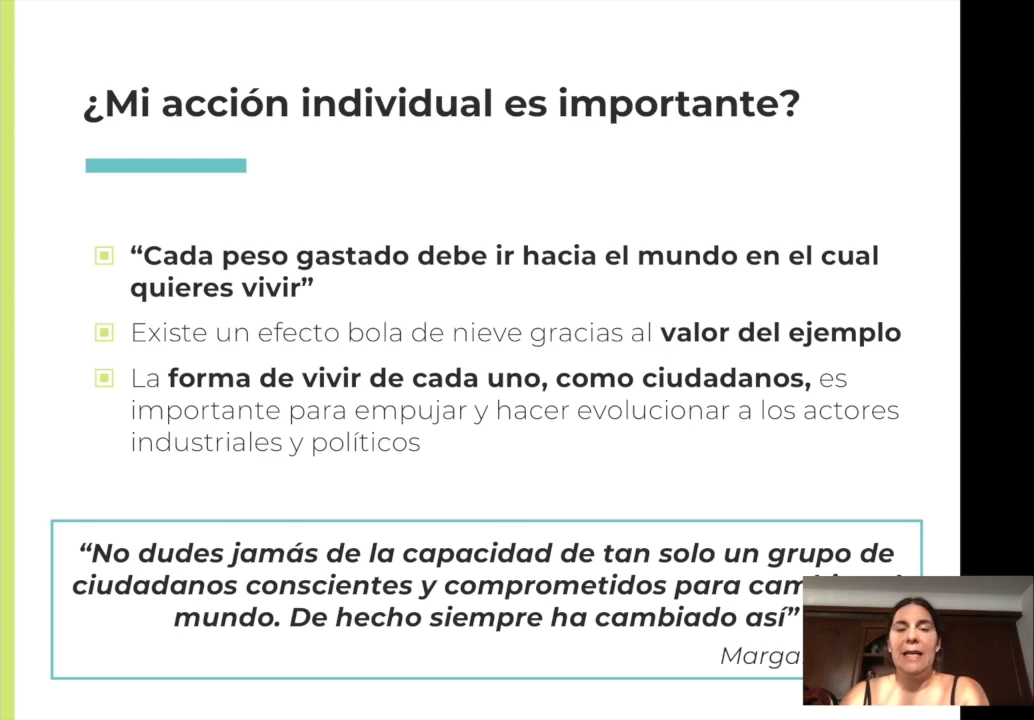 ¿Mi acción individual es importante?
“Cada peso gastado debe ir hacia el mundo en el cual
quieres vivir”
Existe un efecto bola de nieve gracias al valor del ejemplo
La forma de vivir de cada uno, como ciudadanos, es
importante para empujar y hacer evolucionar a los actores
industriales y políticos
“No dudes jamás de la capacidad de tan solo un grupo de
ciudadanos conscientes y comprometidos para
mundo. De hecho siempre ha cambiado así”